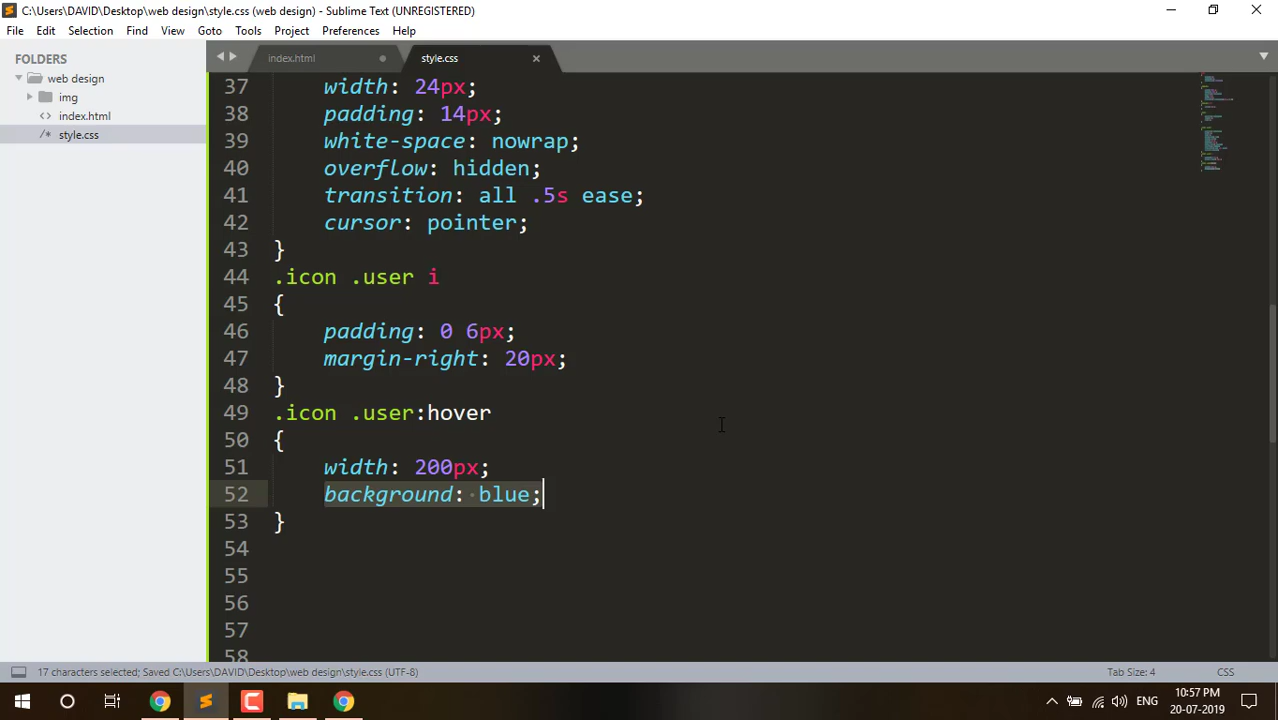 C:\Users\DAVID\Desktop\web design\style.css (web design) - Sublime Text (UNREGISTERED)
File Edit Selection Find View Goto Tools Project Preferences Help
FOLDERS
web design
img
index.html
style.css
index.html
style.css
37 width: 24px;
38 padding: 14px;
39 white-space: nowrap;
40 overflow: hidden;
41 transition: all .5s ease;
42 cursor: pointer;
43 }
44 .icon .user i
45 {
46 padding: 0 6px;
47 margin-right: 20px;
48 }
49 .icon .user:hover
50 {
51 width: 200px;
52 background: blue;
53 }
54
55
56
57
58
17 characters selected; Saved C:\Users\DAVID\Desktop\web design\style.css (UTF-8)
Tab Size: 4
CSS
ENG
10:57 PM
20-07-2019